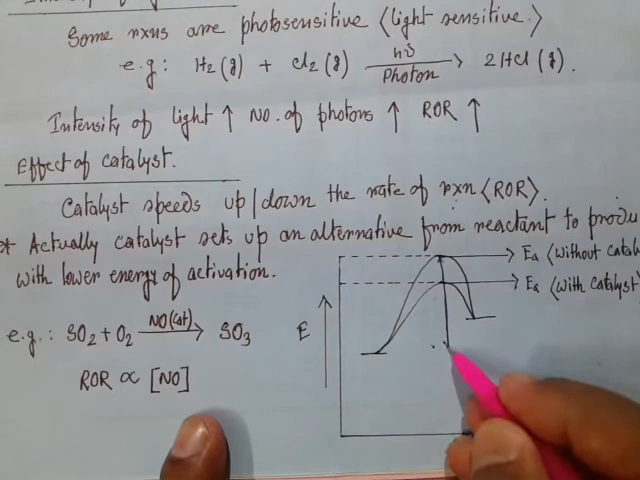 Some rxns are photosensitive <light sensitive>
e.g: H₂(g) + Cl₂(g) hν Photon → 2HCl(g).
Intensity of light ↑ No. of photons ↑ ROR ↑
Effect of catalyst.
Catalyst speeds up/down the rate of rxn <ROR>.
* Actually catalyst sets up an alternative from reactant to produ
with lower energy of activation.
Ea <without catal
Ea <with catalyst
e.g.: SO₂ + O₂ NO(cat) → SO₃
E
ROR ∝ [NO]